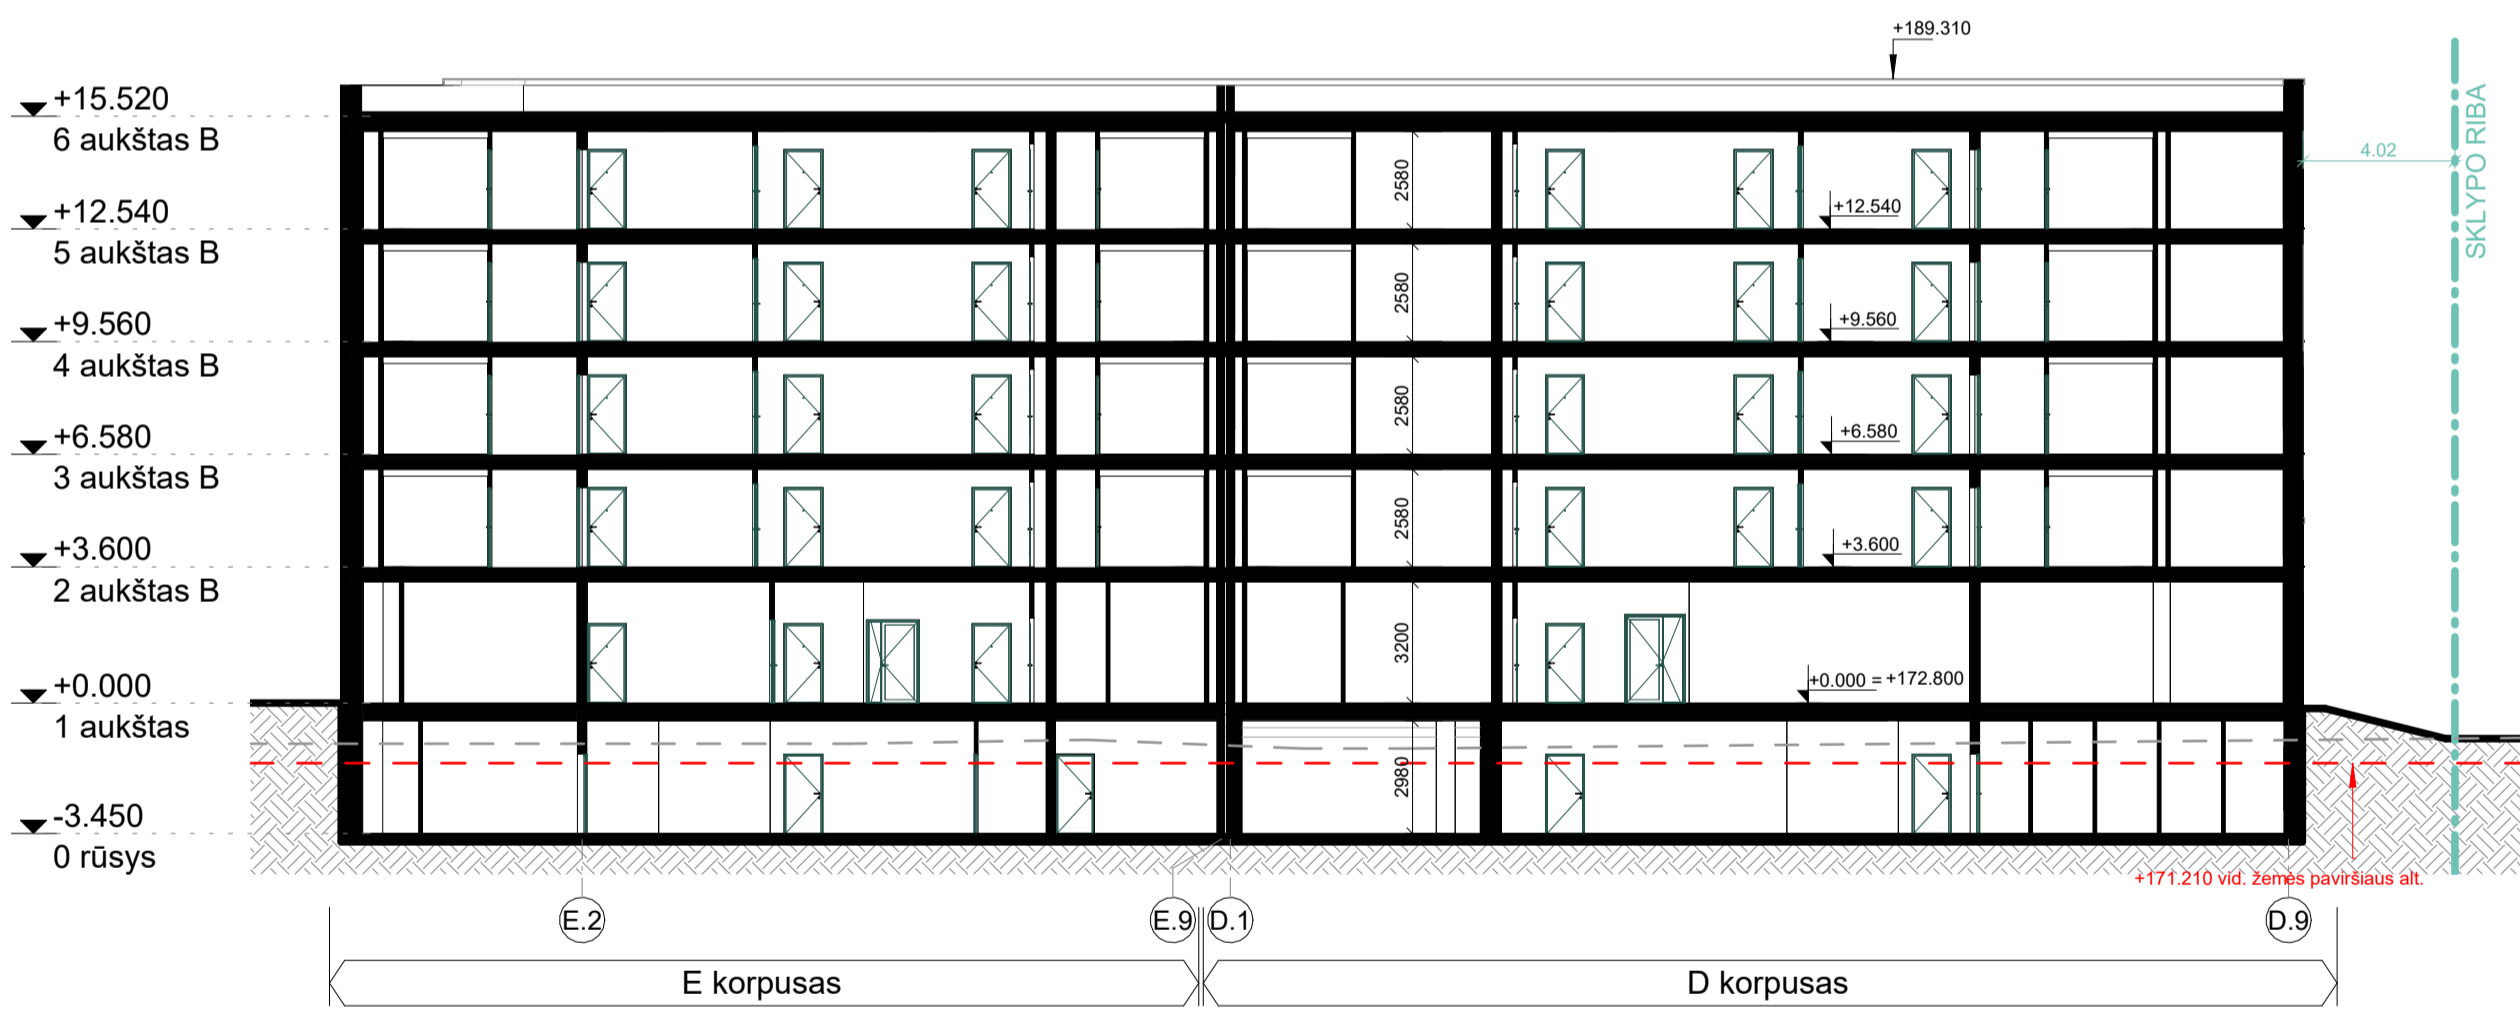 +189.310
+15.520
6 aukštas B
SKLYPO RIBA
4.02
2580
+12.540
+12.540
5 aukštas B
2580
+9.560
+9.560
4 aukštas B
2580
+6.580
+6.580
3 aukštas B
2580
+3.600
+3.600
2 aukštas B
3200
+0.000
+0.000 = +172.800
1 aukštas
2980
-3.450
0 rūsys
+171.210 vid. žemės paviršiaus alt.
E.2
E.9
D.1
D.9
E korpusas
D korpusas